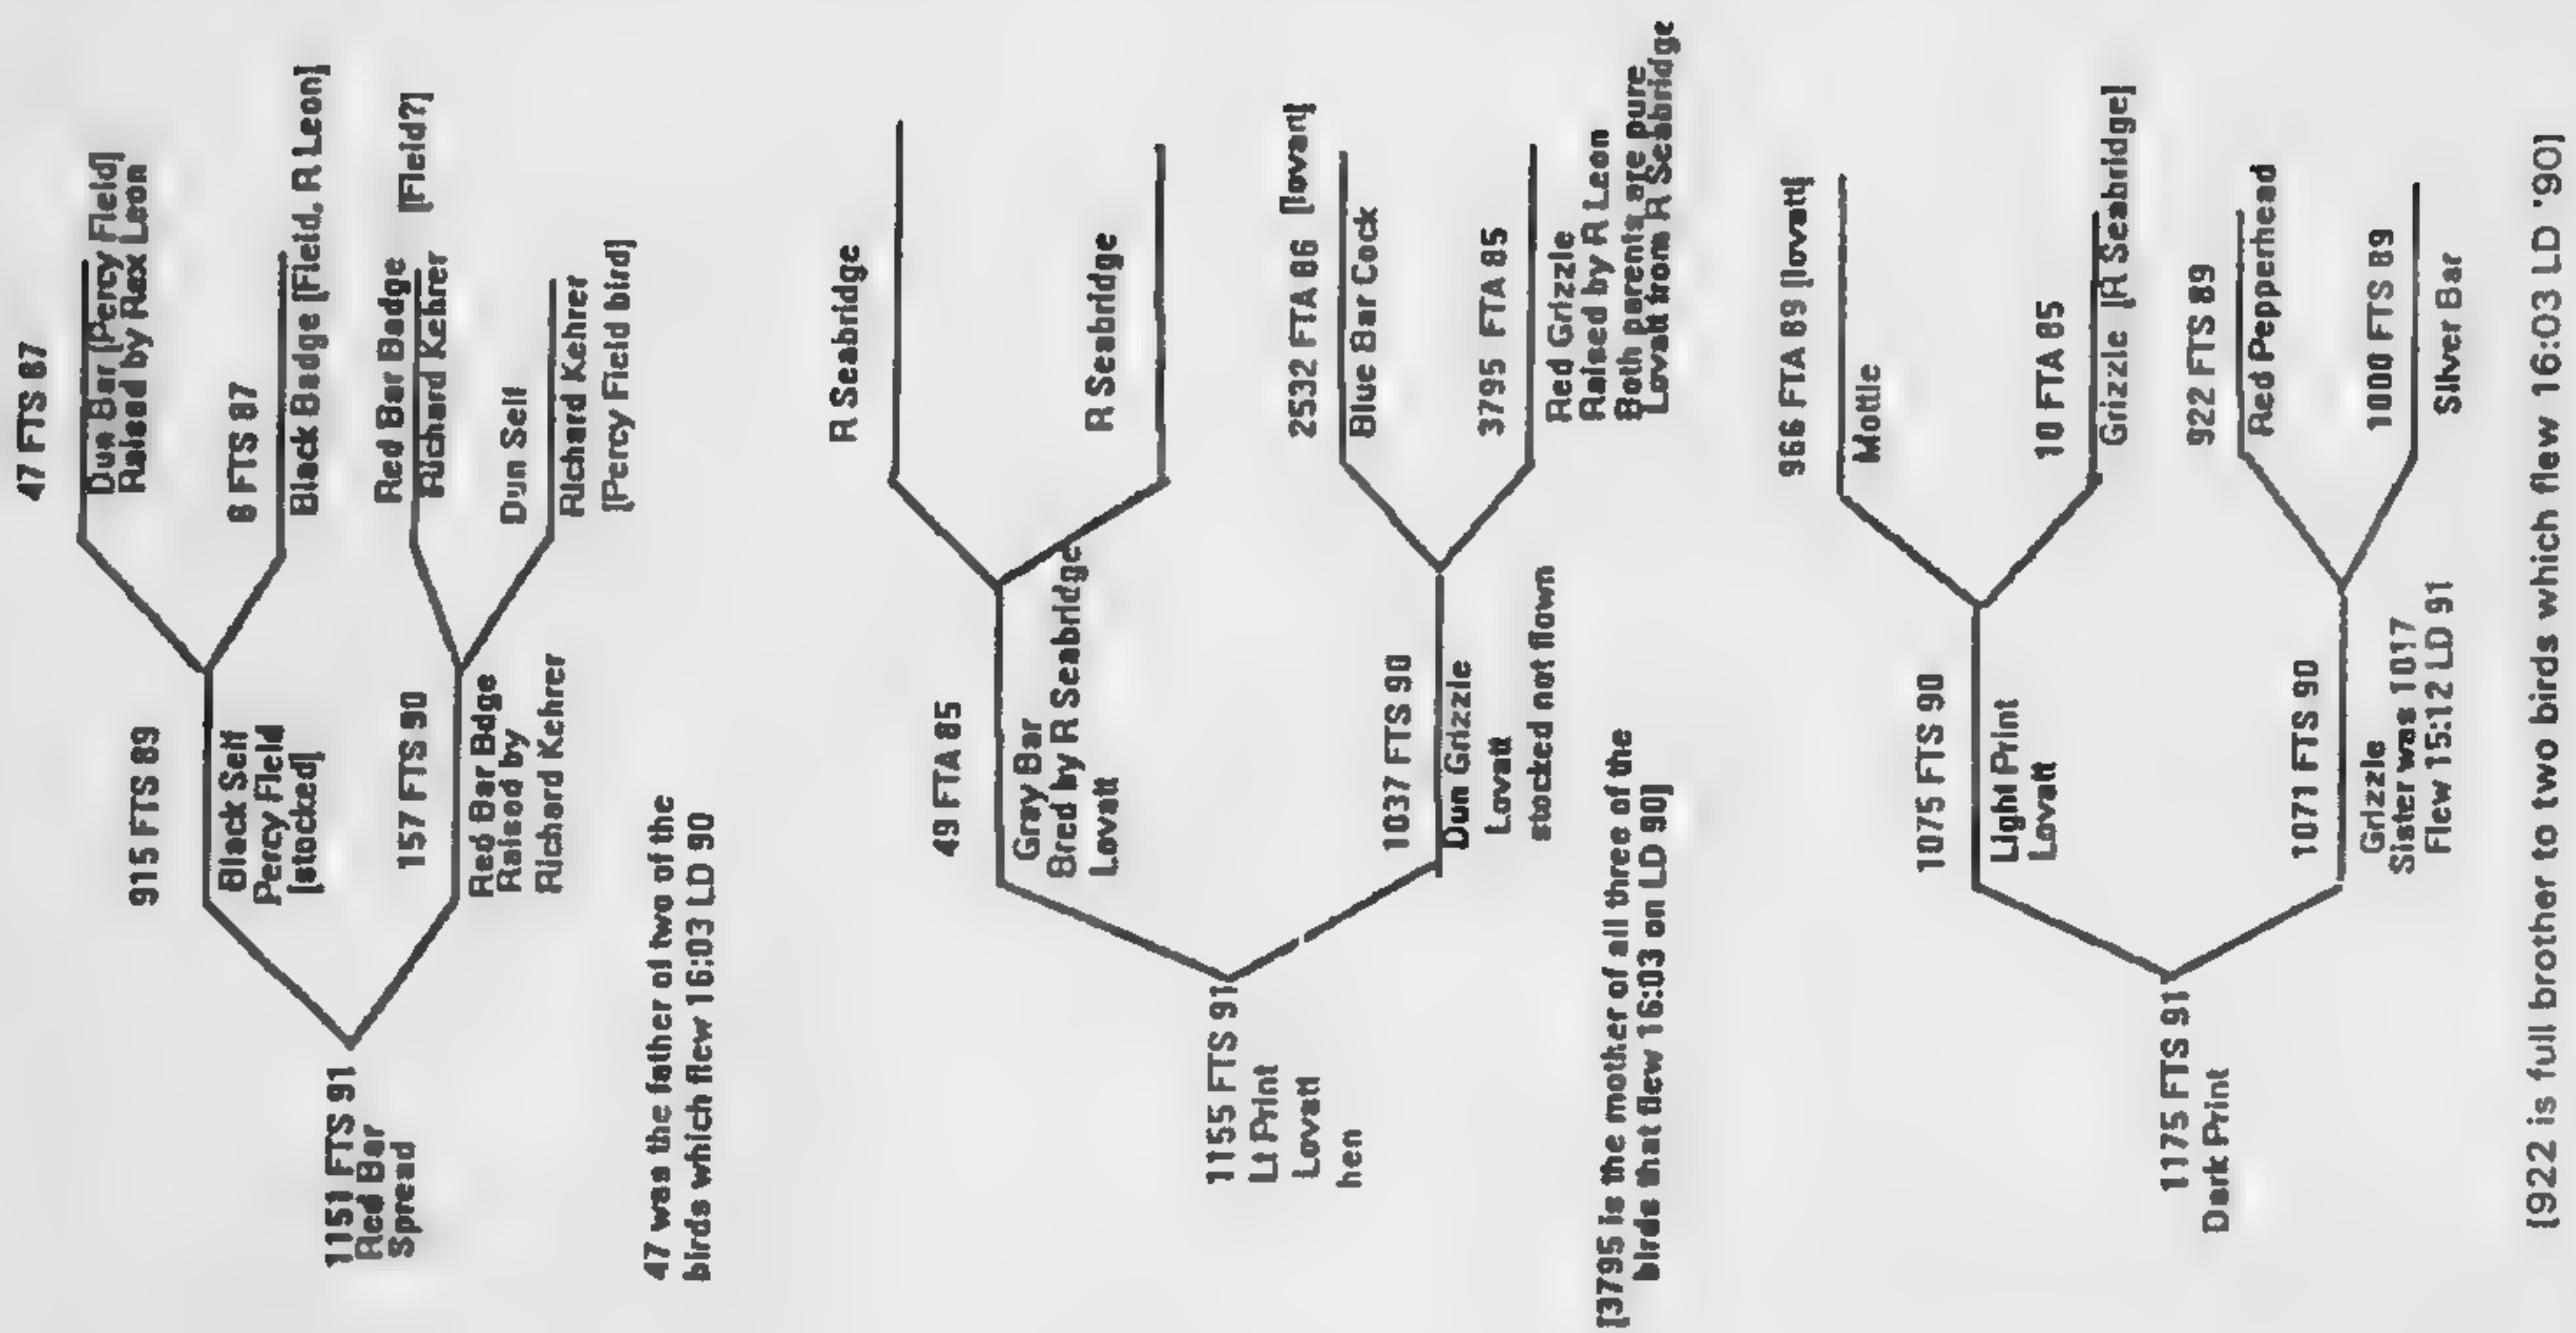 47 FTS 87
Dun Bar [Percy Field]
Raised by Rex Leon
915 FTS 89
Black Self
Percy Field
[stocked]
8 FTS 87
Black Badge [Field, R Leon]
1151 FTS 91
Red Bar
Spread
Red Bar Badge
Richard Kehrer [Field?]
157 FTS 90
Red Bar Bdge
Raised by
Richard Kehrer
Dun Self
Richard Kehrer
[Percy Field bird]
47 was the father of two of the
birds which flew 16:03 LD 90
R Seabridge
49 FTA 85
Gray Bar
Bred by R Seabridge
Lovatt
R Seabridge
1155 FTS 91
Lt Print
Lovatt
hen
2532 FTA 86 [lovatt]
Blue Bar Cock
1037 FTS 90
Dun Grizzle
Lovatt
stocked not flown
3795 FTA 85
Red Grizzle
Raised by R Leon
Both parents are pure
Lovatt from R Seabridge
[3795 is the mother of all three of the
birds that flew 16:03 on LD 90]
966 FTA 89 [lovatt]
Mottle
1075 FTS 90
Light Print
Lovatt
10 FTA 85
Grizzle [R Seabridge]
1175 FTS 91
Dark Print
922 FTS 89
Red Pepperhead
1071 FTS 90
Grizzle
Sister was 1017
Flew 15:12 LD 91
1000 FTS 89
Silver Bar
[922 is full brother to two birds which flew 16:03 LD '90]